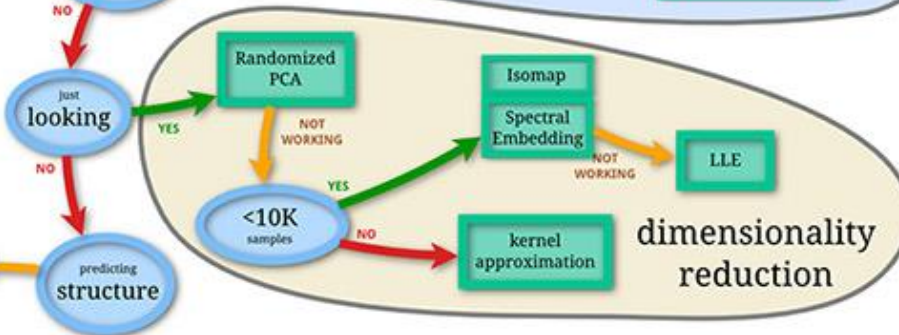 NO
just
looking
YES
NO
predicting
structure
Randomized
PCA
NOT
WORKING
<10K
samples
YES
NO
Isomap
Spectral
Embedding
NOT
WORKING
LLE
kernel
approximation
dimensionality
reduction